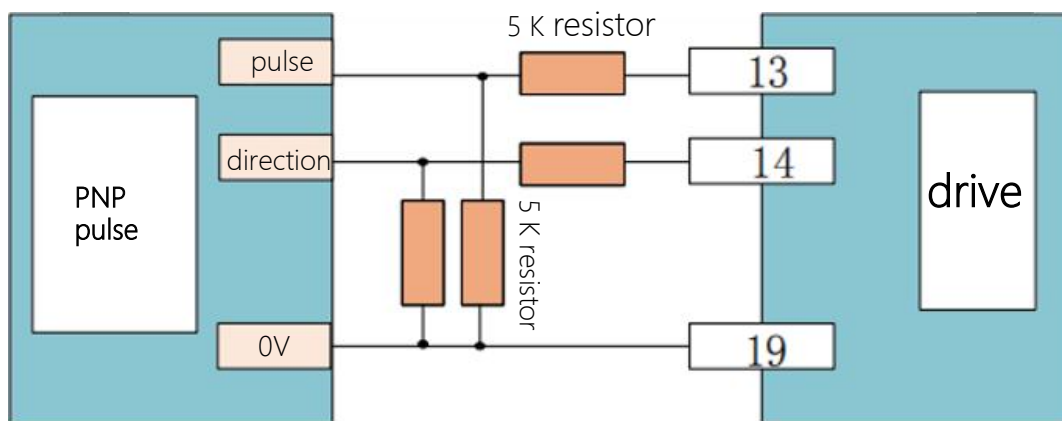 5 K resistor
pulse
13
direction
14
PNP
pulse
5 K resistor
drive
0V
19